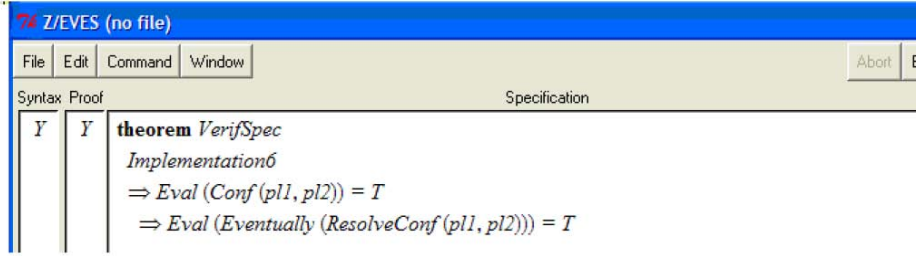 Z/EVES (no file)
File Edit Command Window Abort
Syntax Proof Specification
Y Y theorem VerifSpec
Implementation6
⇒ Eval (Conf (pl1, pl2)) = T
⇒ Eval (Eventually (ResolveConf (pl1, pl2))) = T